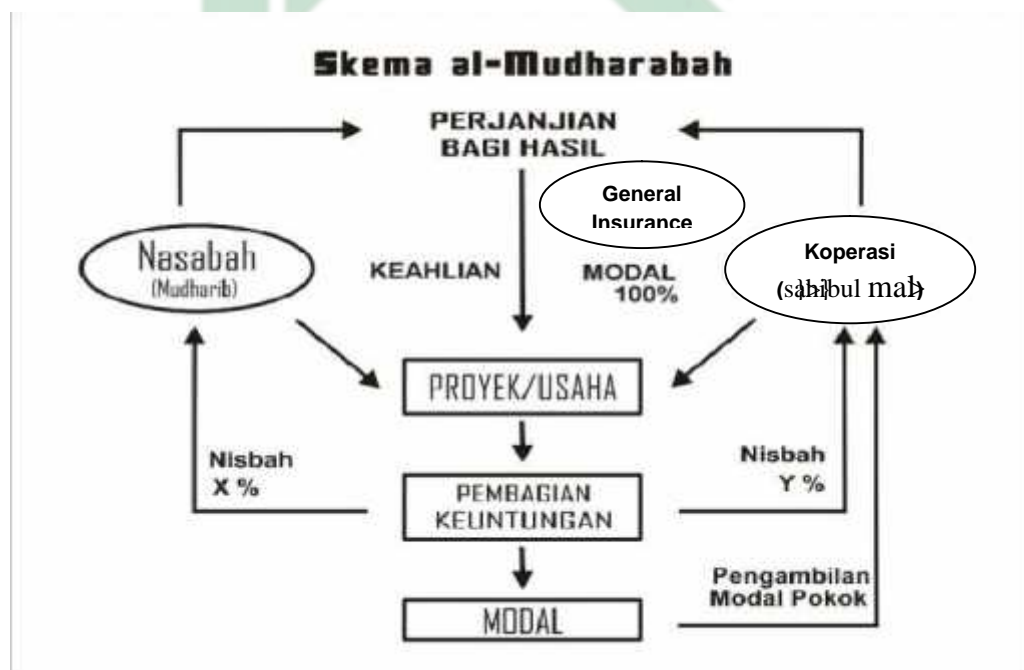 Skema al-Mudharabah
PERJANJIAN
BAGI HASIL
General
Insurance
Nasabah
(Mudharib)
KEAHLIAN
MODAL
100%
Koperasi
mal
PROYEK/USAHA
Nisbah
X %
Nisbah
Y %
PEMBAGIAN
KEUNTUNGAN
Pengambilan
Modal Pokok
MODAL